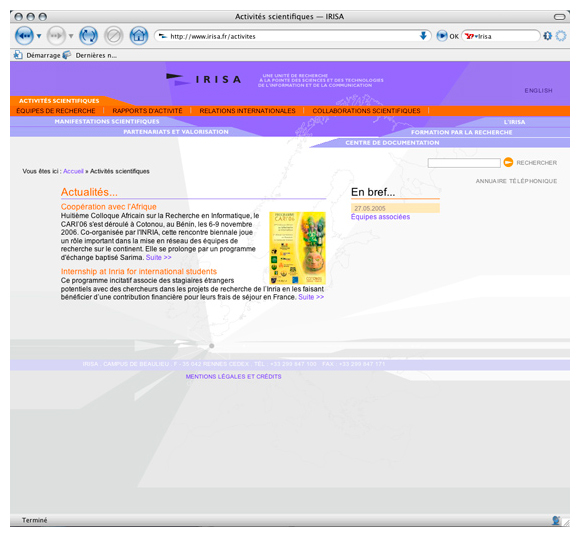 Activités scientifiques — IRISA
http://www.irisa.fr/activites
OK
Irisa
Démarrage
Dernières n...
IRISA
UNE UNITÉ DE RECHERCHE
À LA POINTE DES SCIENCES ET DES TECHNOLOGIES
DE L'INFORMATION ET DE LA COMMUNICATION
ENGLISH
ACTIVITÉS SCIENTIFIQUES
ÉQUIPES DE RECHERCHE | RAPPORTS D'ACTIVITÉ | RELATIONS INTERNATIONALES | COLLABORATIONS SCIENTIFIQUES
MANIFESTATIONS SCIENTIFIQUES
L'IRISA
PARTENARIATS ET VALORISATION
FORMATION PAR LA RECHERCHE
CENTRE DE DOCUMENTATION
RECHERCHER
Vous êtes ici : Accueil » Activités scientifiques
ANNUAIRE TÉLÉPHONIQUE
Actualités...
Coopération avec l'Afrique
Huitième Colloque Africain sur la Recherche en Informatique, le
CARI'06 s'est déroulé à Cotonou, au Bénin, les 6-9 novembre
2006. Co-organisée par l'INRIA, cette rencontre biennale joue
un rôle important dans la mise en réseau des équipes de
recherche sur le continent. Elle se prolonge par un programme
d'échange baptisé Sarima. Suite >>
CARI'06
Internship at Inria for international students
Ce programme incitatif associe des stagiaires étrangers
potentiels avec des chercheurs dans les projets de recherche de l'Inria en les faisant
bénéficier d'une contribution financière pour leurs frais de séjour en France. Suite >>
En bref...
27.05.2005
Équipes associées
IRISA CAMPUS DE BEAULIEU F - 35 042 RENNES CEDEX TÉL : +33 299 847 100 FAX : +33 299 847 171
MENTIONS LÉGALES ET CRÉDITS
Terminé